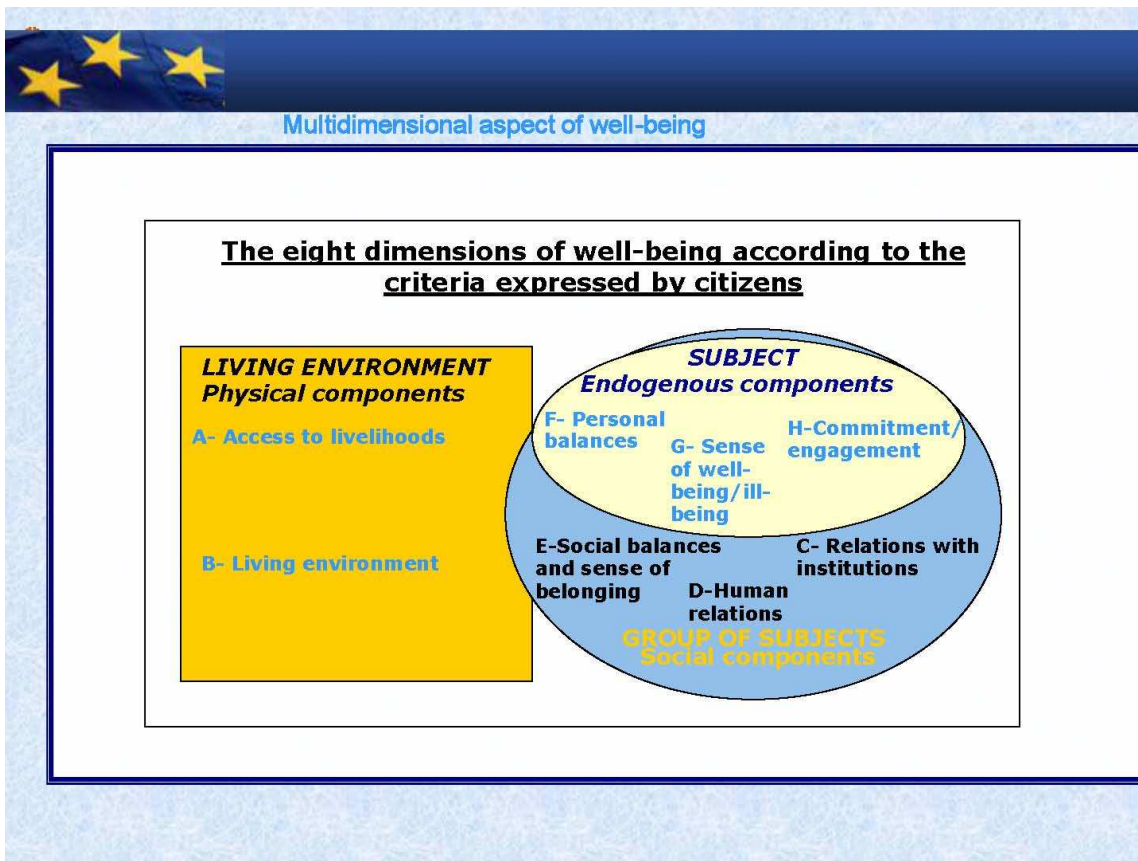 Multidimensional aspect of well-being
The eight dimensions of well-being according to the
criteria expressed by citizens
LIVING ENVIRONMENT
Physical components
A- Access to livelihoods
B- Living environment
SUBJECT
Endogenous components
F- Personal
balances
G- Sense
of well-
being/ill-
being
H-Commitment/
engagement
E-Social balances
and sense of
belonging
D-Human
relations
C- Relations with
institutions
GROUP OF SUBJECTS
Social components